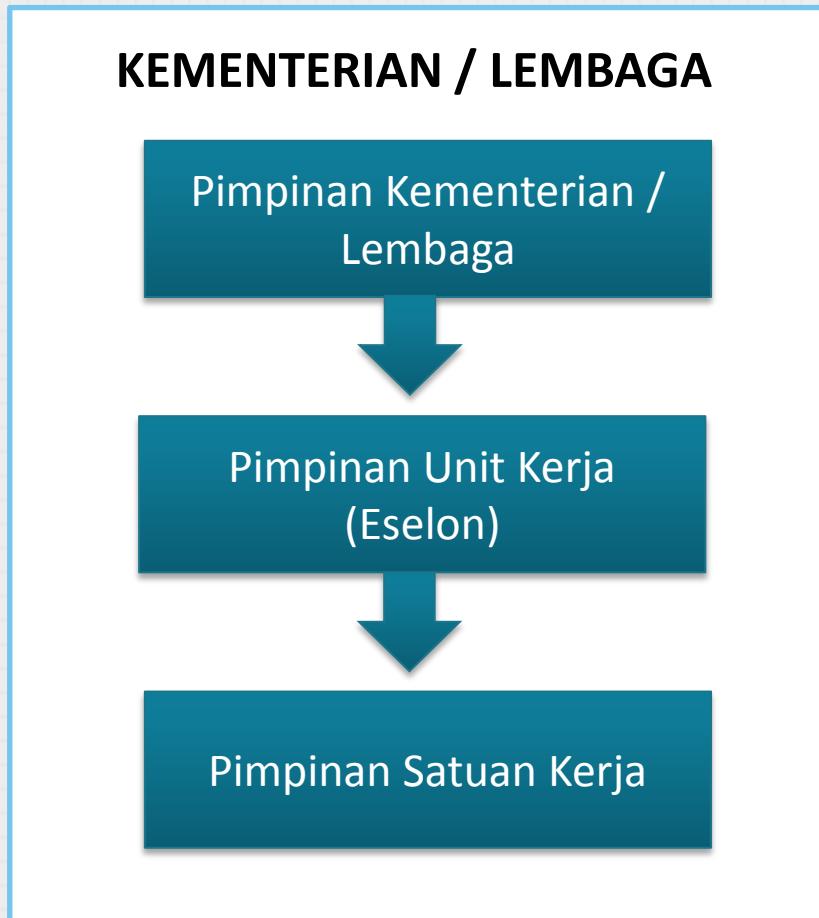 KEMENTERIAN / LEMBAGA
Pimpinan Kementerian /
Lembaga
Pimpinan Unit Kerja
(Eselon)
Pimpinan Satuan Kerja